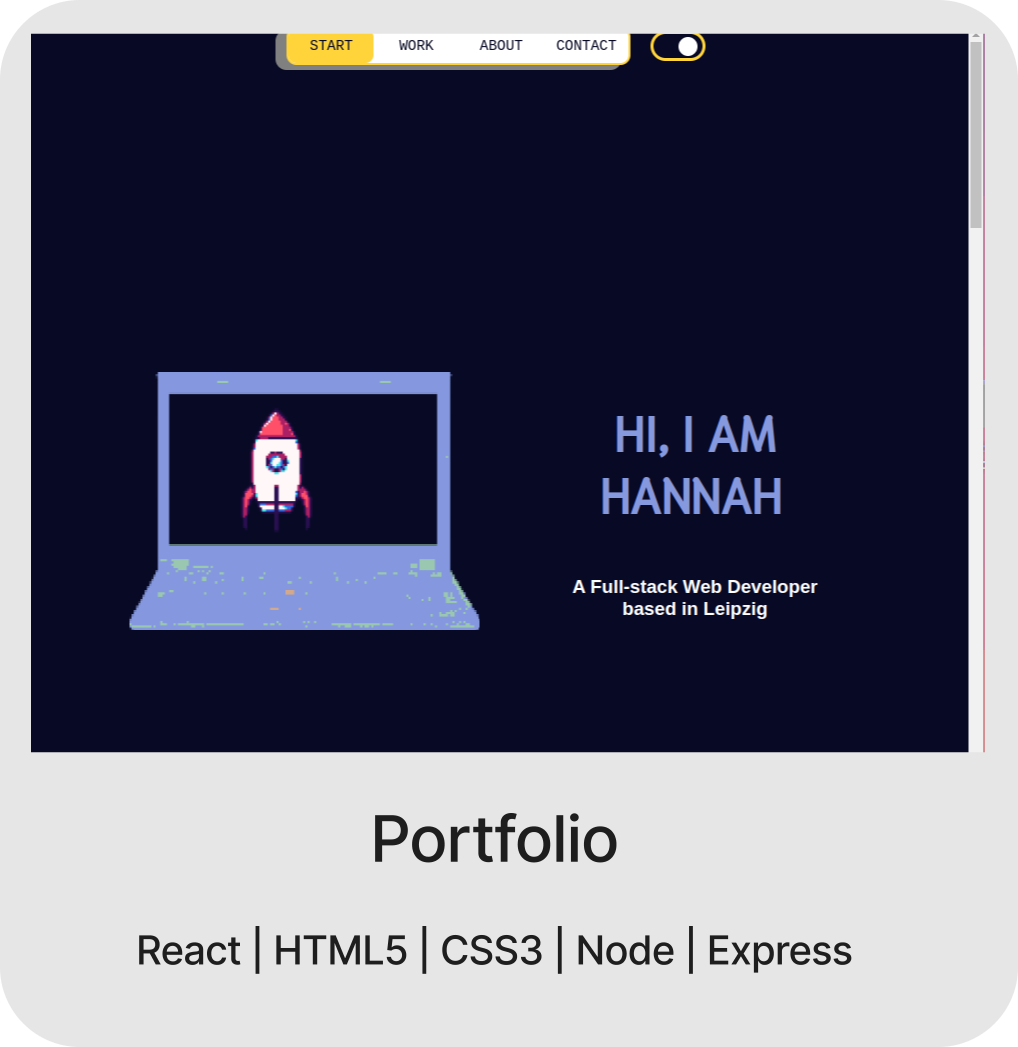 START WORK ABOUT CONTACT
HI, I AM
HANNAH
A Full-stack Web Developer
based in Leipzig
Portfolio
React | HTML5 | CSS3 | Node | Express